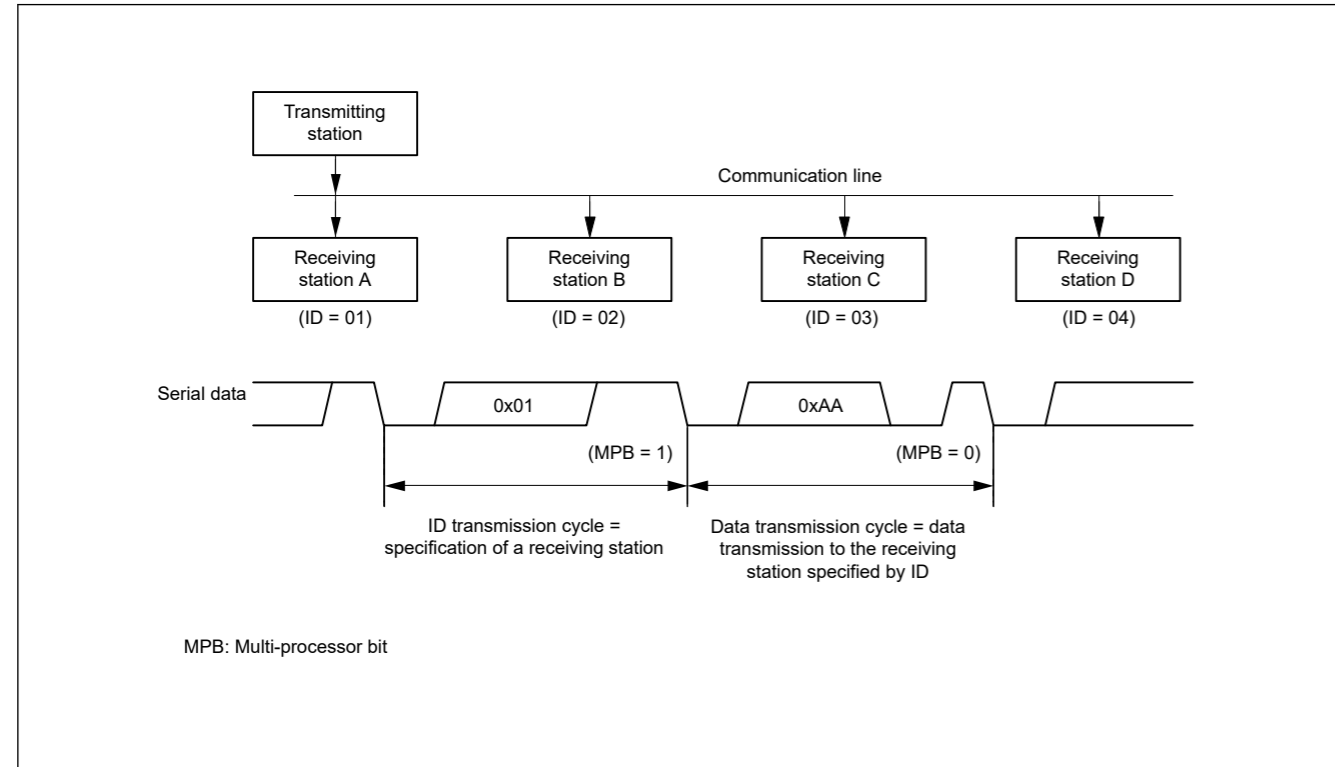 Transmitting
station
Communication line
Receiving
station A
Receiving
station B
Receiving
station C
Receiving
station D
(ID = 01)
(ID = 02)
(ID = 03)
(ID = 04)
Serial data
0x01
0xAA
(MPB = 1)
(MPB = 0)
ID transmission cycle =
specification of a receiving station
Data transmission cycle = data
transmission to the receiving
station specified by ID
MPB: Multi-processor bit